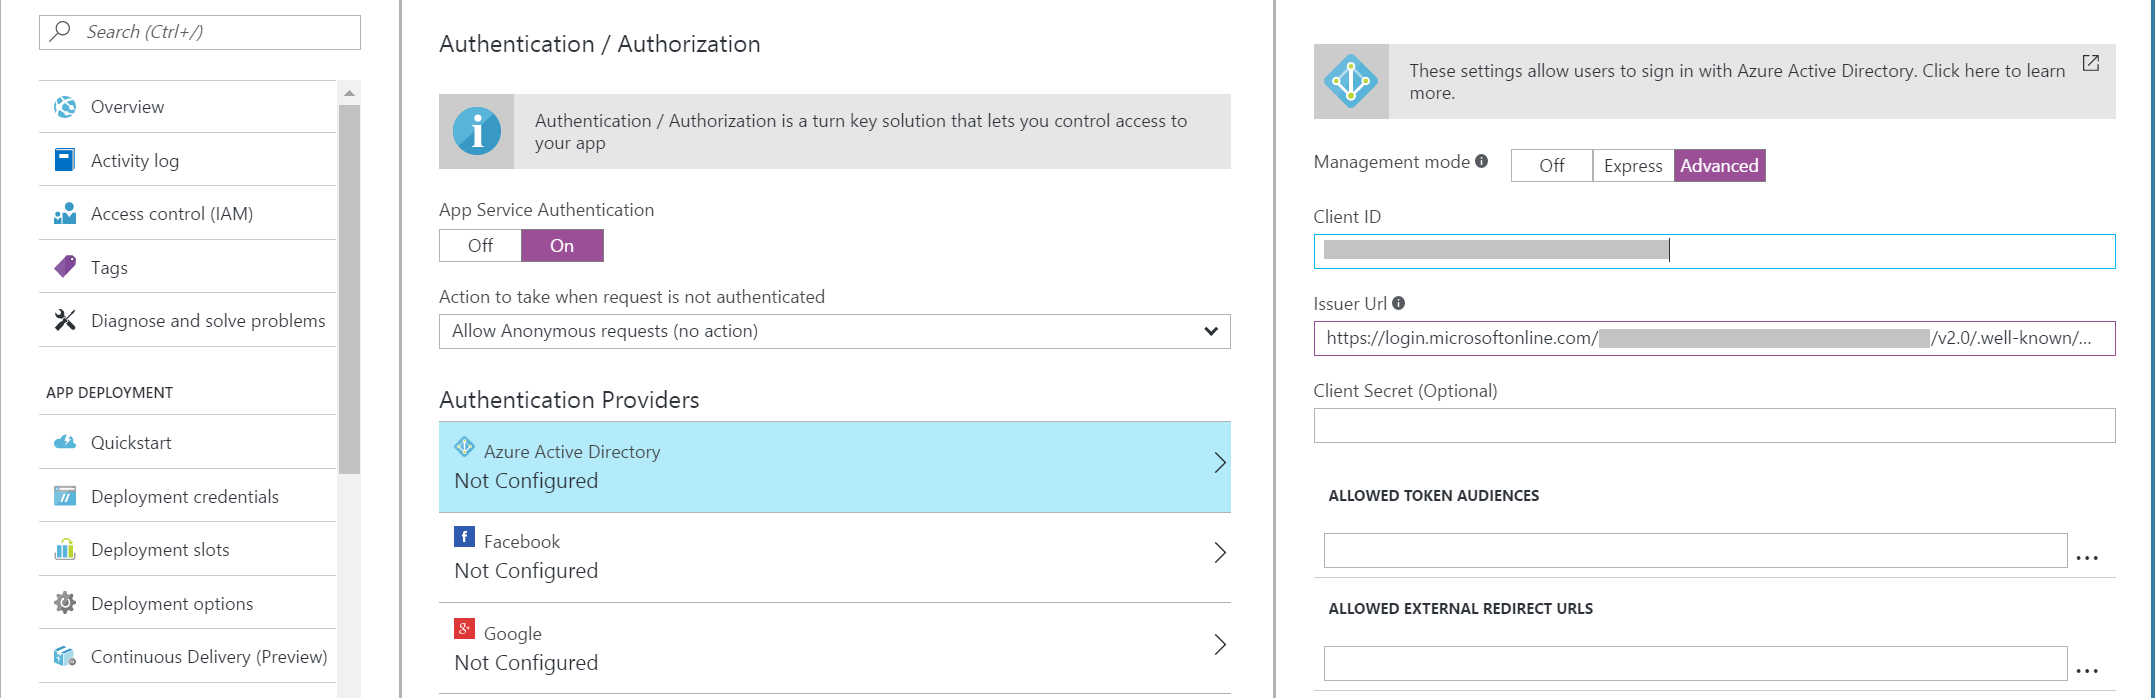 Search (Ctrl+/)
Overview
Activity log
Access control (IAM)
Tags
Diagnose and solve problems
APP DEPLOYMENT
Quickstart
Deployment credentials
Deployment slots
Deployment options
Continuous Delivery (Preview)
Authentication / Authorization
Authentication / Authorization is a turn key solution that lets you control access to
your app
App Service Authentication
Off On
Action to take when request is not authenticated
Allow Anonymous requests (no action)
Authentication Providers
Azure Active Directory
Not Configured
Facebook
Not Configured
Google
Not Configured
These settings allow users to sign in with Azure Active Directory. Click here to learn
more.
Management mode Off Express Advanced
Client ID
Issuer Url
https://login.microsoftonline.com/ /v2.0/.well-known/...
Client Secret (Optional)
ALLOWED TOKEN AUDIENCES
...
ALLOWED EXTERNAL REDIRECT URLS
...